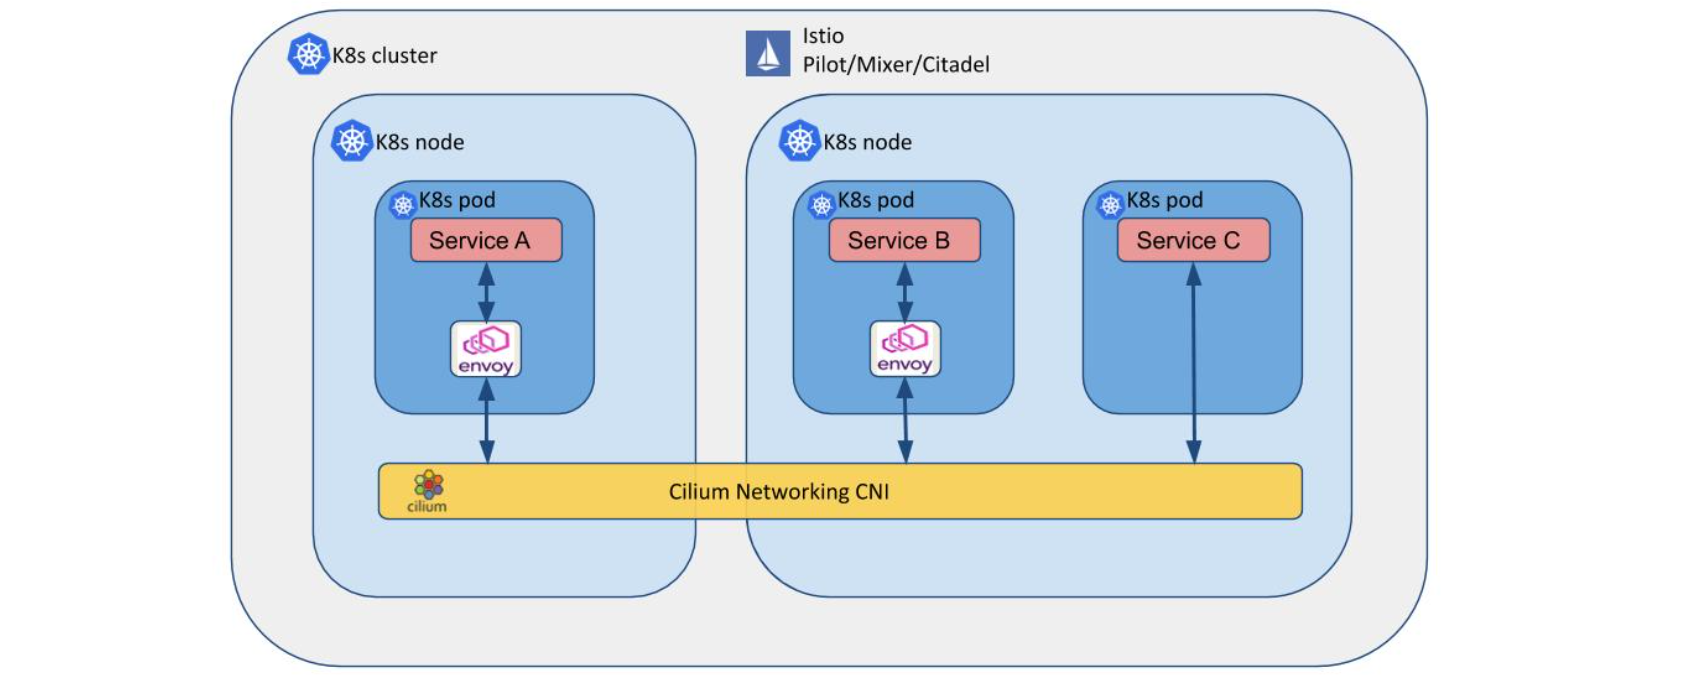 K8s cluster
Istio
Pilot/Mixer/Citadel
K8s node
K8s pod
Service A
envoy
K8s node
K8s pod
Service B
envoy
K8s pod
Service C
cilium
Cilium Networking CNI